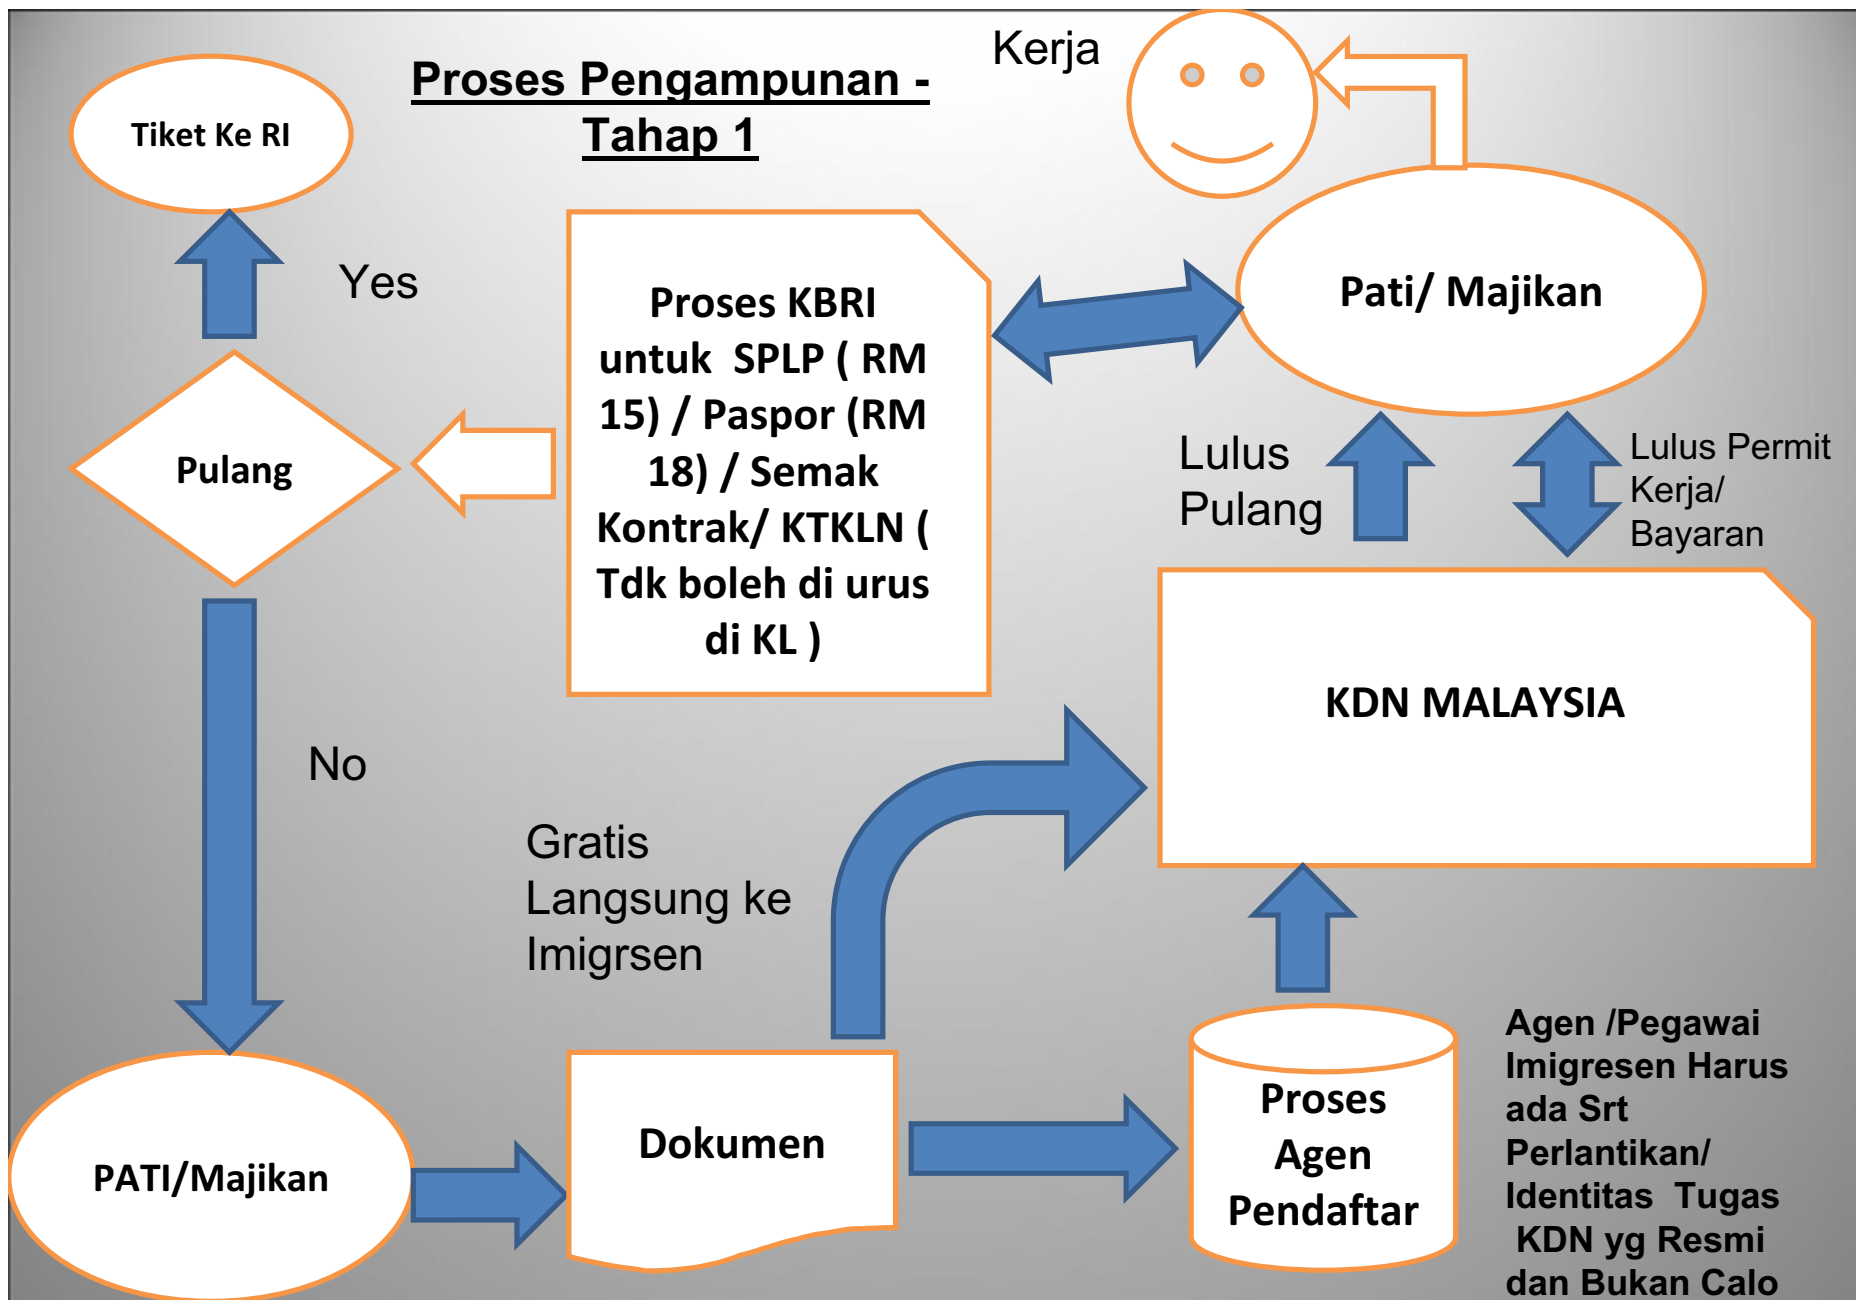 Proses Pengampunan -
Tahap 1
Kerja
Tiket Ke RI
Yes
Proses KBRI
untuk SPLP ( RM
15) / Paspor (RM
18) / Semak
Kontrak/ KTKLN (
Tdk boleh di urus
di KL )
Pati/ Majikan
Pulang
Lulus
Pulang
Lulus Permit
Kerja/
Bayaran
KDN MALAYSIA
No
Gratis
Langsung ke
Imigrsen
PATI/Majikan
Dokumen
Proses
Agen
Pendaftar
Agen /Pegawai
Imigresen Harus
ada Srt
Perlantikan/
Identitas Tugas
KDN yg Resmi
dan Bukan Calo